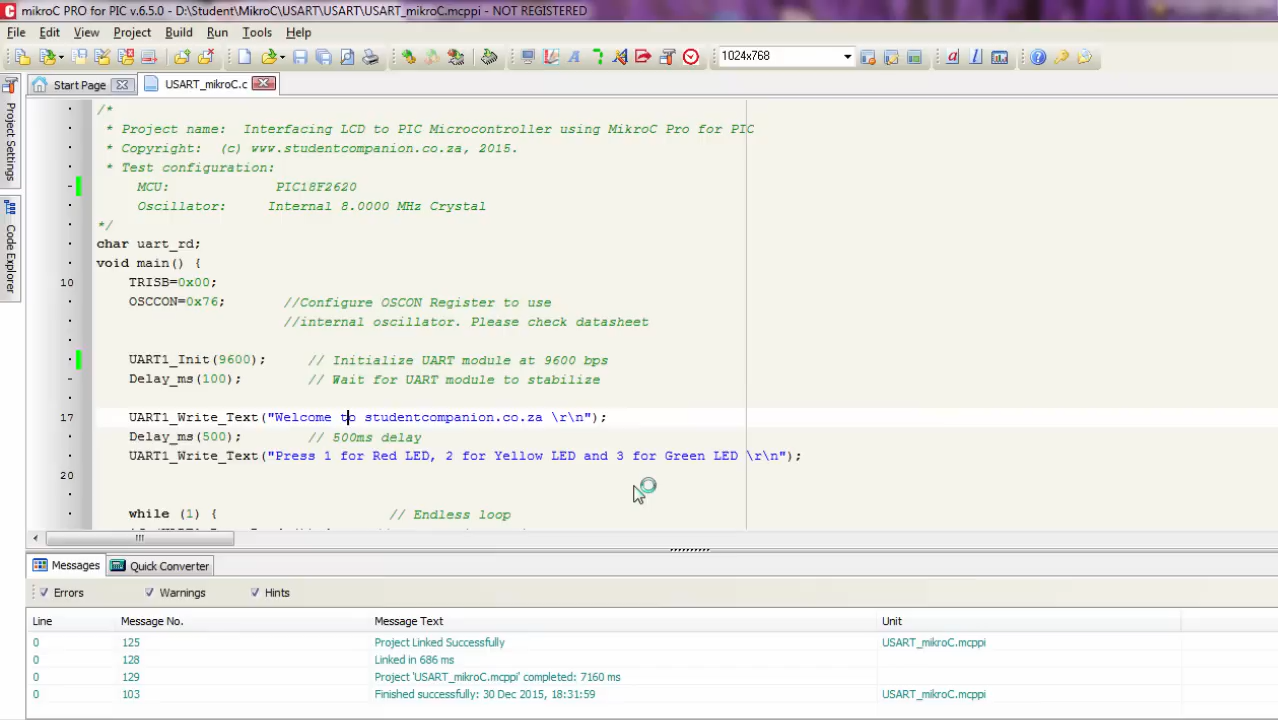 mikroC PRO for PIC v.6.5.0 - D:\Student\MikroC\USART\USART\USART_mikroC.mcppi - NOT REGISTERED
File Edit View Project Build Run Tools Help
1024x768
Start Page USART_mikroC.c
Project Settings
Code Explorer
/*
* Project name: Interfacing LCD to PIC Microcontroller using MikroC Pro for PIC
* Copyright: (c) www.studentcompanion.co.za, 2015.
* Test configuration:
MCU: PIC18F2620
Oscillator: Internal 8.0000 MHz Crystal
*/
char uart_rd;
void main() {
10 TRISB=0x00;
OSCCON=0x76; //Configure OSCON Register to use
//internal oscillator. Please check datasheet
UART1_Init(9600); // Initialize UART module at 9600 bps
Delay_ms(100); // Wait for UART module to stabilize
17 UART1_Write_Text("Welcome to studentcompanion.co.za \r\n");
Delay_ms(500); // 500ms delay
UART1_Write_Text("Press 1 for Red LED, 2 for Yellow LED and 3 for Green LED \r\n");
20
while (1) { // Endless loop
Messages Quick Converter
Errors Warnings Hints
Line Message No. Message Text Unit
0 125 Project Linked Successfully USART_mikroC.mcppi
0 128 Linked in 686 ms
0 129 Project 'USART_mikroC.mcppi' completed: 7160 ms
0 103 Finished successfully: 30 Dec 2015, 18:31:59 USART_mikroC.mcppi